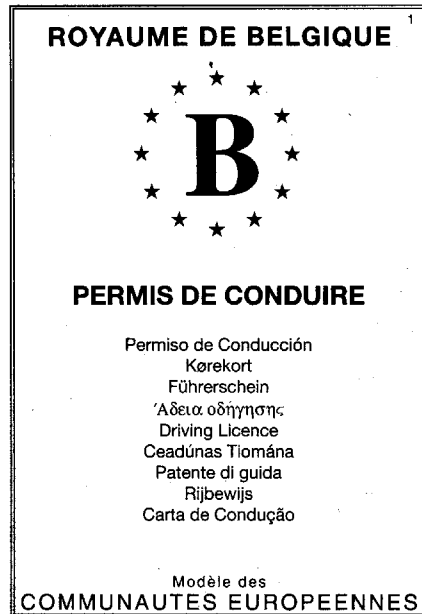 1
ROYAUME DE BELGIQUE
B
PERMIS DE CONDUIRE
Permiso de Conducción
Kørekort
Führerschein
Άδεια οδήγησης
Driving Licence
Ceadúnas Tiomána
Patente di guida
Rijbewijs
Carta de Condução
Modèle des
COMMUNAUTES EUROPEENNES